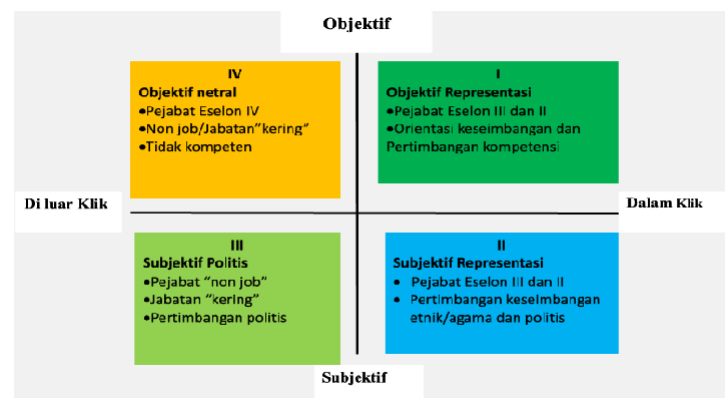 Objektif
IV
Objektif netral
•Pejabat Eselon IV
•Non job/Jabatan"kering"
•Tidak kompeten
I
Objektif Representasi
•Pejabat Eselon III dan II
•Orientasi keseimbangan dan
Pertimbangan kompetensi
Di luar Klik
Dalam Klik
III
Subjektif Politis
•Pejabat "non job"
•Jabatan "kering"
•Pertimbangan politis
II
Subjektif Representasi
• Pejabat Eselon III dan II
• Pertimbangan keseimbangan
etnik/agama dan politis
Subjektif